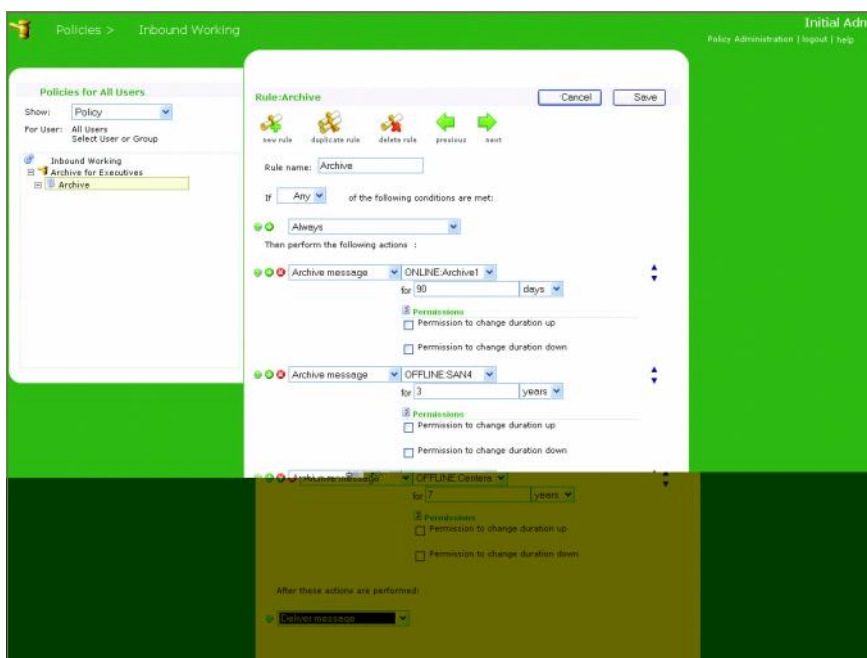 Policies > Inbound Working
Initial Adm
Policy Administration | logout | help
Policies for All Users
Show: Policy
For User: All Users
Select User or Group
Inbound Working
Archive for Executives
Archive
Rule:Archive
Cancel Save
new rule duplicate rule delete rule previous next
Rule name: Archive
If Any of the following conditions are met:
Always
Then perform the following actions :
Archive message ONLINE:Archive1
for 90 days
Permissions
Permission to change duration up
Permission to change duration down
Archive message OFFLINE:SAN4
for 3 years
Permissions
Permission to change duration up
Permission to change duration down
Archive message OFFLINE:Centera
for 7 years
Permissions
Permission to change duration up
Permission to change duration down
After these actions are performed:
Deliver message